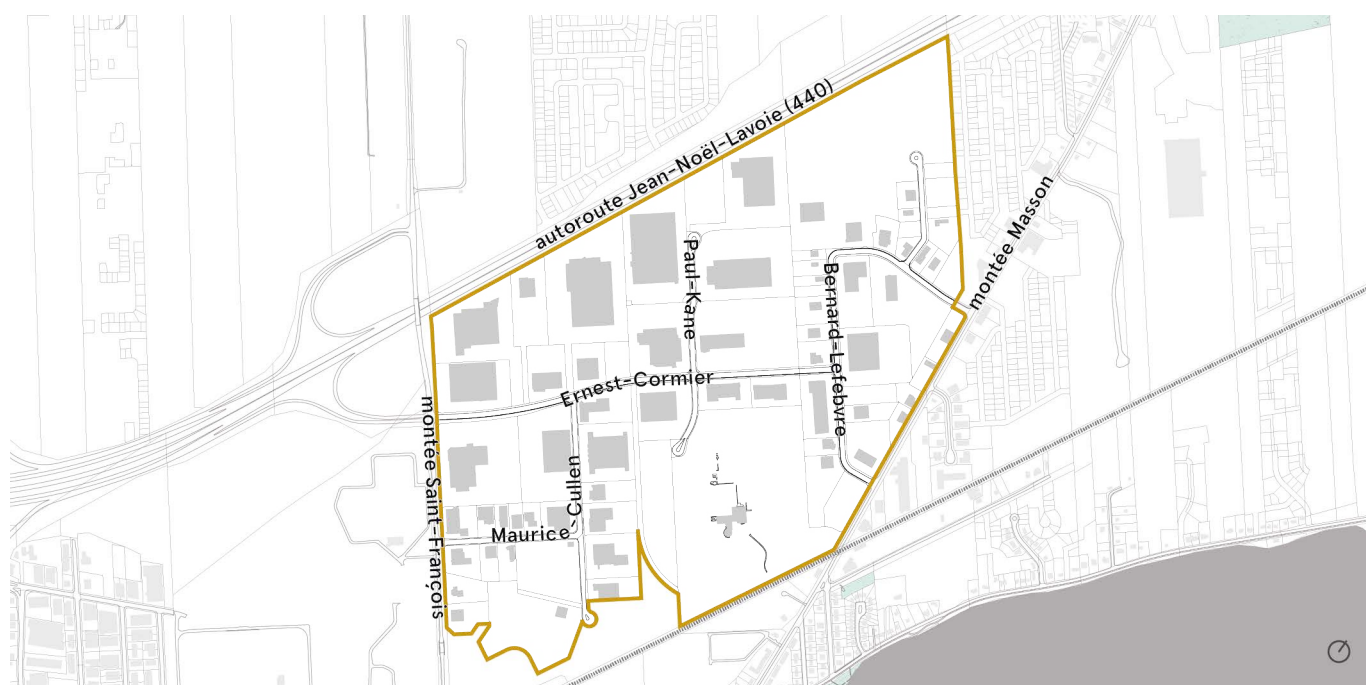 autoroute Jean-Noël-Lavoie (440)
montée Masson
Paul-Kane
Bernard-Lefebvre
Ernest-Cormier
montée Saint-François
Maurice-Cullen